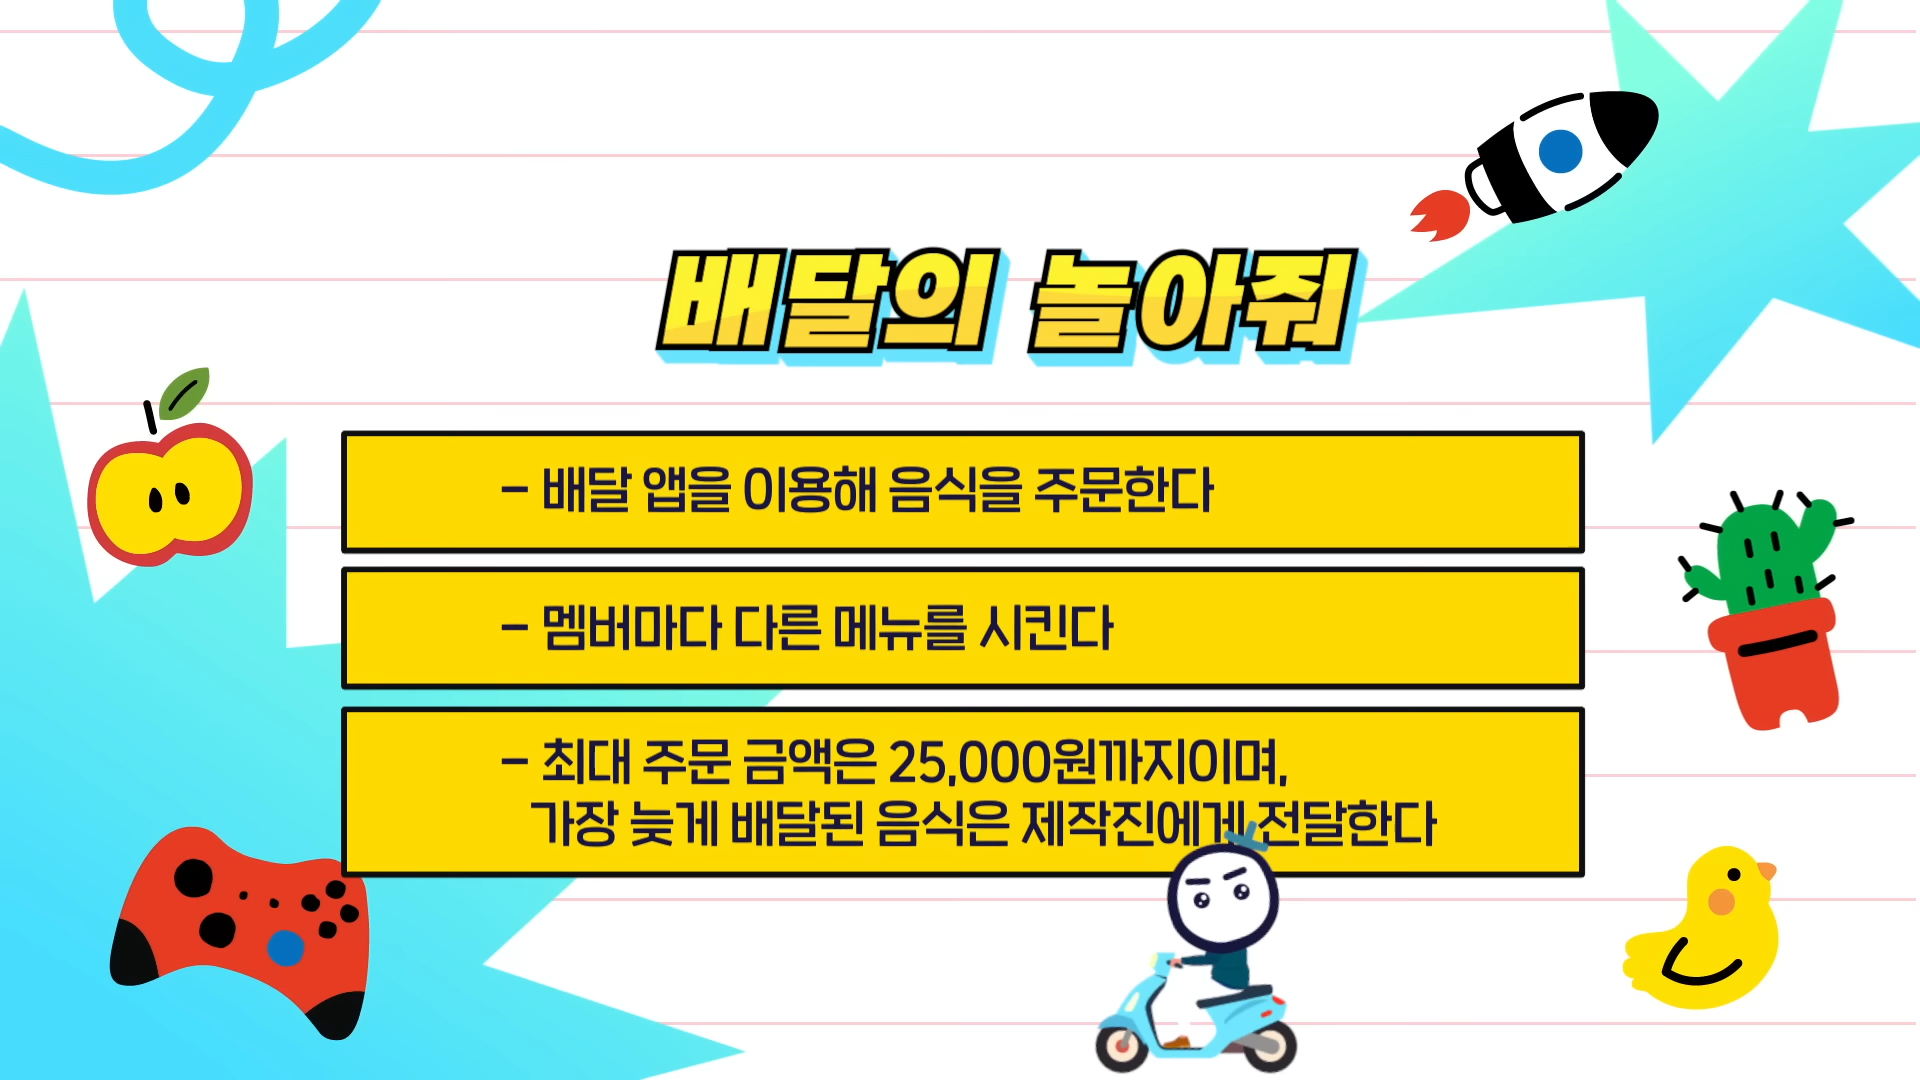 배달의 놀아줘
- 배달 앱을 이용해 음식을 주문한다
- 멤버마다 다른 메뉴를 시킨다
- 최대 주문 금액은 25,000원까지이며,
가장 늦게 배달된 음식은 제작진에게 전달한다